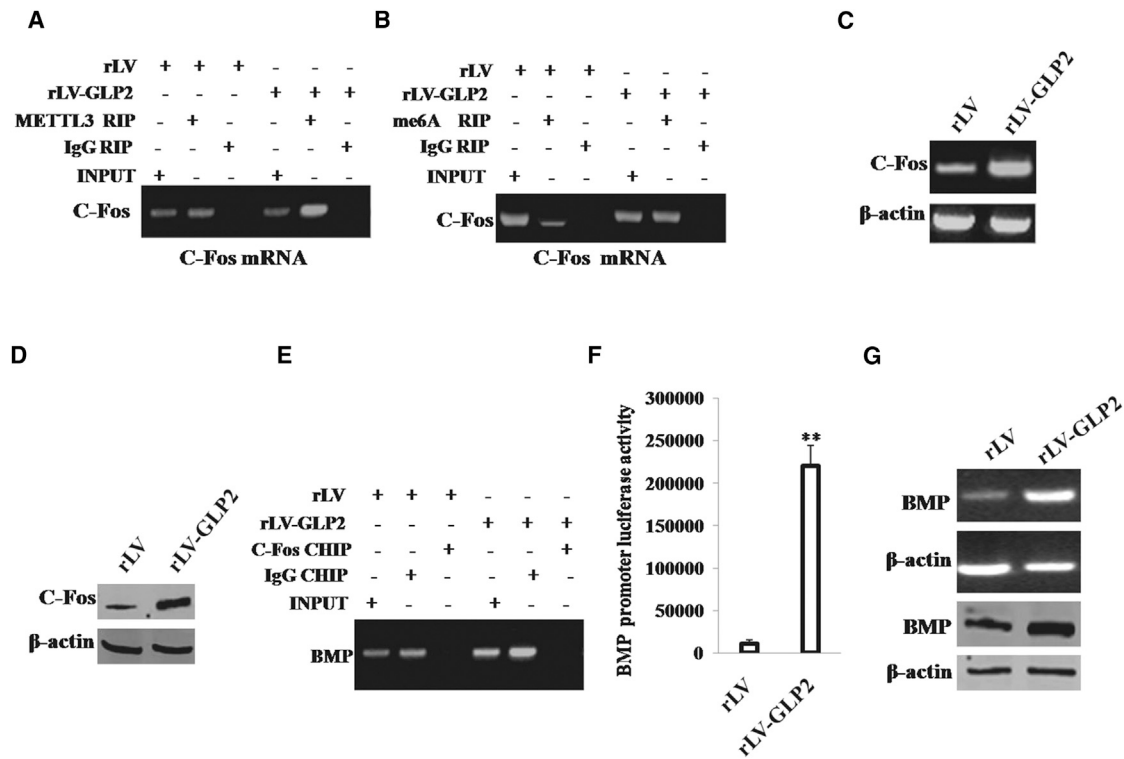 A
rLV + + + - - -
rLV-GLP2 - - - + + +
METTL3 RIP - + - - + -
IgG RIP - - + - - +
INPUT + - - + - -
C-Fos
C-Fos mRNA
B
rLV + + + - - -
rLV-GLP2 - - - + + +
me6A RIP - + - - + -
IgG RIP - - + - - +
INPUT + - - + - -
C-Fos
C-Fos mRNA
C
rLV
rLV-GLP2
C-Fos
β-actin
D
rLV
rLV-GLP2
C-Fos
β-actin
E
rLV + + + - - -
rLV-GLP2 - - - + + +
C-Fos CHIP - - + - - +
IgG CHIP - + - - + -
INPUT + - - + - -
BMP
F
BMP promoter luciferase activity
300000
250000
200000
150000
100000
50000
0
**
rLV
rLV-GLP2
G
rLV
rLV-GLP2
BMP
β-actin
BMP
β-actin